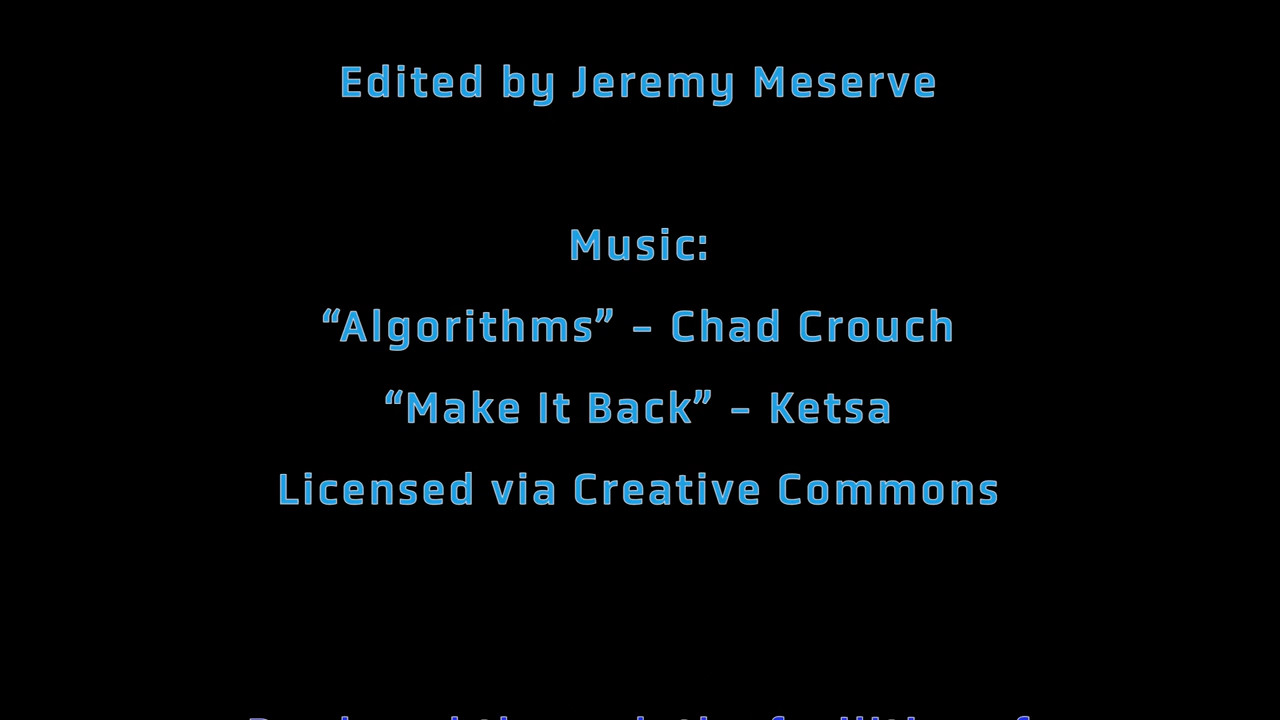 Edited by Jeremy Meserve
Music:
“Algorithms” – Chad Crouch
“Make It Back” – Ketsa
Licensed via Creative Commons